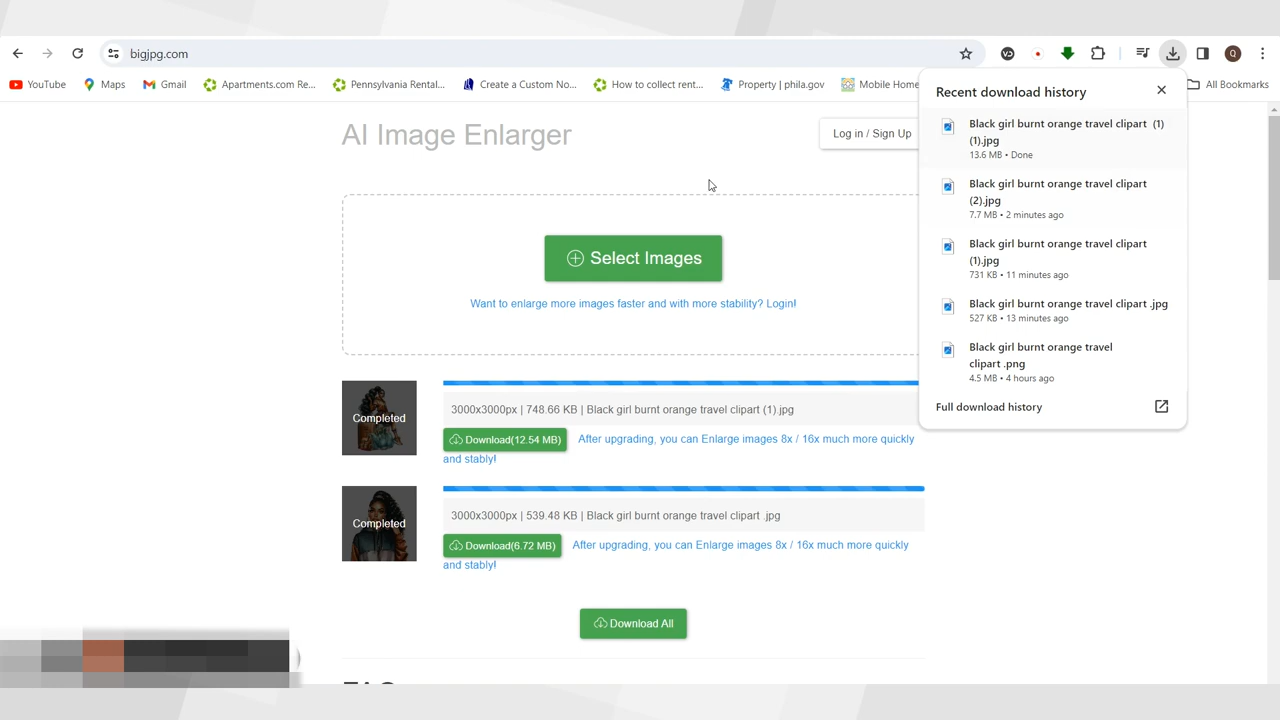 bigjpg.com
Q
YouTube
Maps
Gmail
Apartments.com Re...
Pennsylvania Rental...
Create a Custom No...
How to collect rent...
Property | phila.gov
Mobile Home
All Bookmarks
AI Image Enlarger
Log in / Sign Up
Select Images
Want to enlarge more images faster and with more stability? Login!
Completed
3000x3000px | 748.66 KB | Black girl burnt orange travel clipart (1).jpg
Download(12.54 MB) After upgrading, you can Enlarge images 8x / 16x much more quickly
and stably!
Completed
3000x3000px | 539.48 KB | Black girl burnt orange travel clipart .jpg
Download(6.72 MB) After upgrading, you can Enlarge images 8x / 16x much more quickly
and stably!
Download All
Recent download history
Black girl burnt orange travel clipart (1)
(1).jpg
13.6 MB • Done
Black girl burnt orange travel clipart
(2).jpg
7.7 MB • 2 minutes ago
Black girl burnt orange travel clipart
(1).jpg
731 KB • 11 minutes ago
Black girl burnt orange travel clipart .jpg
527 KB • 13 minutes ago
Black girl burnt orange travel
clipart .png
4.5 MB • 4 hours ago
Full download history